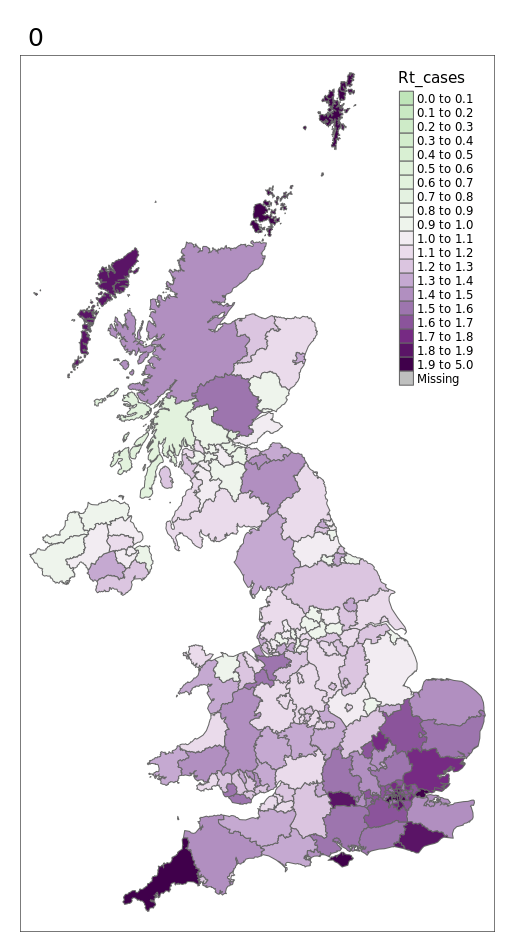 0
Rt_cases
0.0 to 0.1
0.1 to 0.2
0.2 to 0.3
0.3 to 0.4
0.4 to 0.5
0.5 to 0.6
0.6 to 0.7
0.7 to 0.8
0.8 to 0.9
0.9 to 1.0
1.0 to 1.1
1.1 to 1.2
1.2 to 1.3
1.3 to 1.4
1.4 to 1.5
1.5 to 1.6
1.6 to 1.7
1.7 to 1.8
1.8 to 1.9
1.9 to 5.0
Missing